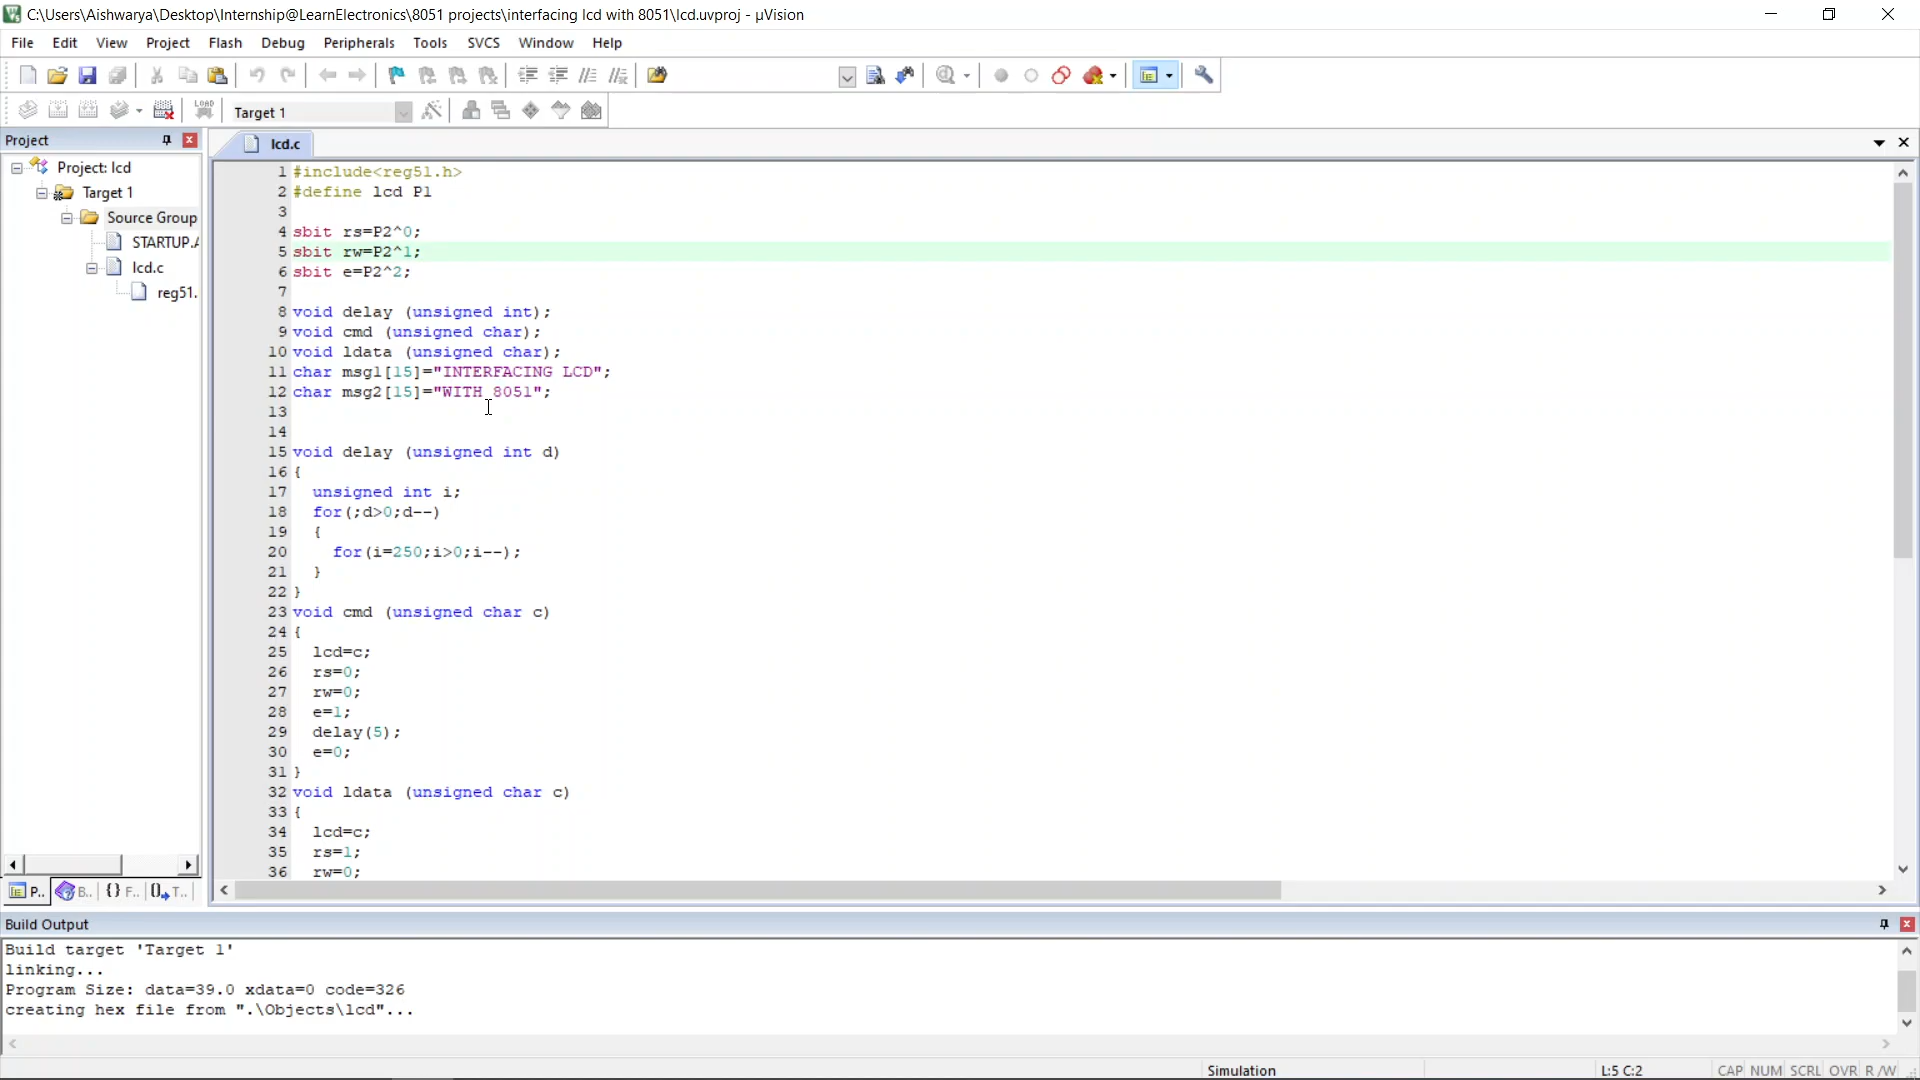 C:\Users\Aishwarya\Desktop\Internship@LearnElectronics\8051 projects\interfacing lcd with 8051\lcd.uvproj - µVision
File Edit View Project Flash Debug Peripherals Tools SVCS Window Help
LOAD Target 1
Project
lcd.c
Project: lcd
Target 1
Source Group
STARTUP.A
lcd.c
reg51.
1 #include<reg51.h>
2 #define lcd P1
3
4 sbit rs=P2^0;
5 sbit rw=P2^1;
6 sbit e=P2^2;
7
8 void delay (unsigned int);
9 void cmd (unsigned char);
10 void ldata (unsigned char);
11 char msg1[15]="INTERFACING LCD";
12 char msg2[15]="WITH 8051";
13
14
15 void delay (unsigned int d)
16 {
17 unsigned int i;
18 for(;d>0;d--)
19 {
20 for(i=250;i>0;i--);
21 }
22 }
23 void cmd (unsigned char c)
24 {
25 lcd=c;
26 rs=0;
27 rw=0;
28 e=1;
29 delay(5);
30 e=0;
31 }
32 void ldata (unsigned char c)
33 {
34 lcd=c;
35 rs=1;
36 rw=0;
P.. B.. {} F.. T..
Build Output
Build target 'Target 1'
linking...
Program Size: data=39.0 xdata=0 code=326
creating hex file from ".\Objects\lcd"...
Simulation L:5 C:2 CAP NUM SCRL OVR R /W